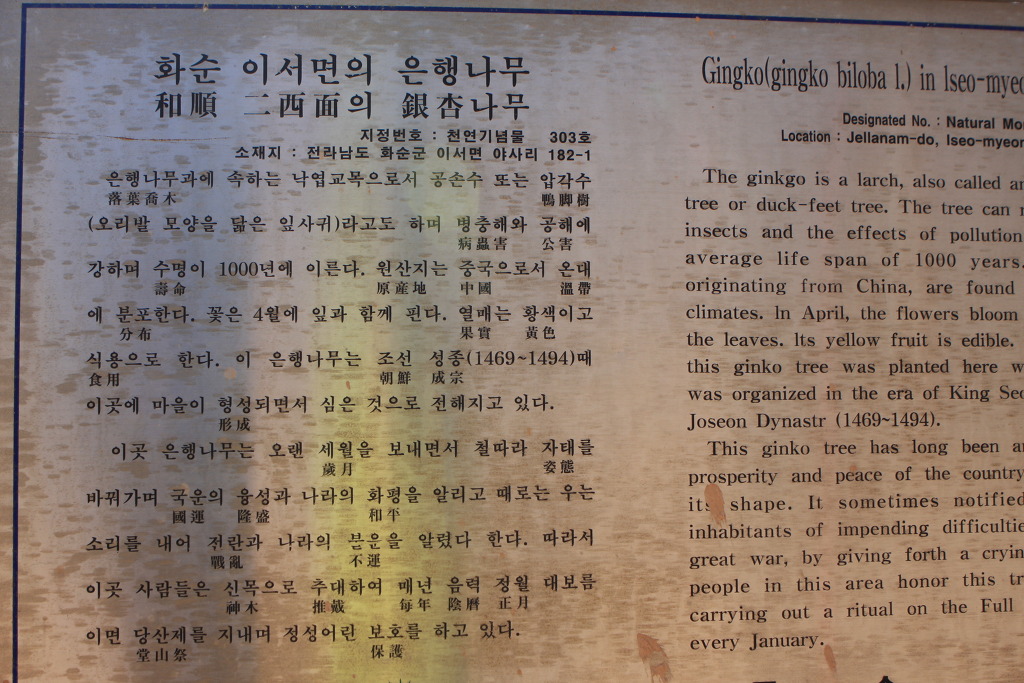 화순 이서면의 은행나무
和順 二西面의 銀杏나무
지정번호 : 천연기념물 303호
소재지 : 전라남도 화순군 이서면 야사리 182-1
은행나무과에 속하는 낙엽교목으로서 공손수 또는 압각수
落葉喬木 鴨脚樹
(오리발 모양을 닮은 잎사귀)라고도 하며 병충해와 공해에
病蟲害 公害
강하며 수명이 1000년에 이른다. 원산지는 중국으로서 온대
壽命 原産地 中國 溫帶
에 분포한다. 꽃은 4월에 잎과 함께 핀다. 열매는 황색이고
分布 果實 黃色
식용으로 한다. 이 은행나무는 조선 성종(1469~1494)때
食用 朝鮮 成宗
이곳에 마을이 형성되면서 심은 것으로 전해지고 있다.
形成
이곳 은행나무는 오랜 세월을 보내면서 철따라 자태를
歲月 姿態
바꿔가며 국운의 융성과 나라의 화평을 알리고 때로는 우는
國運 隆盛 和平
소리를 내어 전란과 나라의 불운을 알렸다 한다. 따라서
戰亂 不運
이곳 사람들은 신목으로 추대하여 매년 음력 정월 대보름
神木 推戴 每年 陰曆 正月
이면 당산제를 지내며 정성어린 보호를 하고 있다.
堂山祭 保護
Gingko(gingko biloba l.) in Iseo-myeo
Designated No. : Natural Mo
Location : Jellanam-do, Iseo-myeor
The ginkgo is a larch, also called a
tree or duck-feet tree. The tree can
insects and the effects of pollution
average life span of 1000 years.
originating from China, are found
climates. In April, the flowers bloom
the leaves. Its yellow fruit is edible.
this ginko tree was planted here w
was organized in the era of King Seo
Joseon Dynastr (1469~1494).
This ginko tree has long been a
prosperity and peace of the country
its shape. It sometimes notified
inhabitants of impending difficultie
great war, by giving forth a cryin
people in this area honor this tr
carrying out a ritual on the Full
every January.